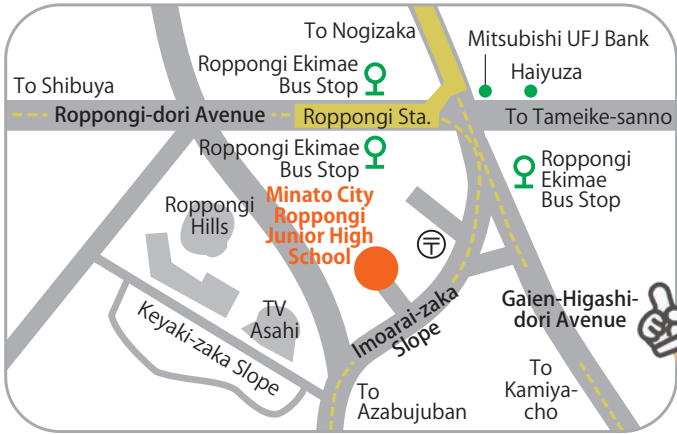 To Nogizaka
Mitsubishi UFJ Bank
Roppongi Ekimae
Bus Stop
Haiyuza
To Shibuya
Roppongi-dori Avenue
Roppongi Sta.
To Tameike-sanno
Roppongi Ekimae
Bus Stop
Roppongi
Ekimae
Bus Stop
Minato City
Roppongi
Junior High
School
Roppongi
Hills
〒
TV
Asahi
Keyaki-zaka Slope
Imoarai-zaka
Slope
Gaien-Higashi-
dori Avenue
To
Azabujuban
To
Kamiya-
cho